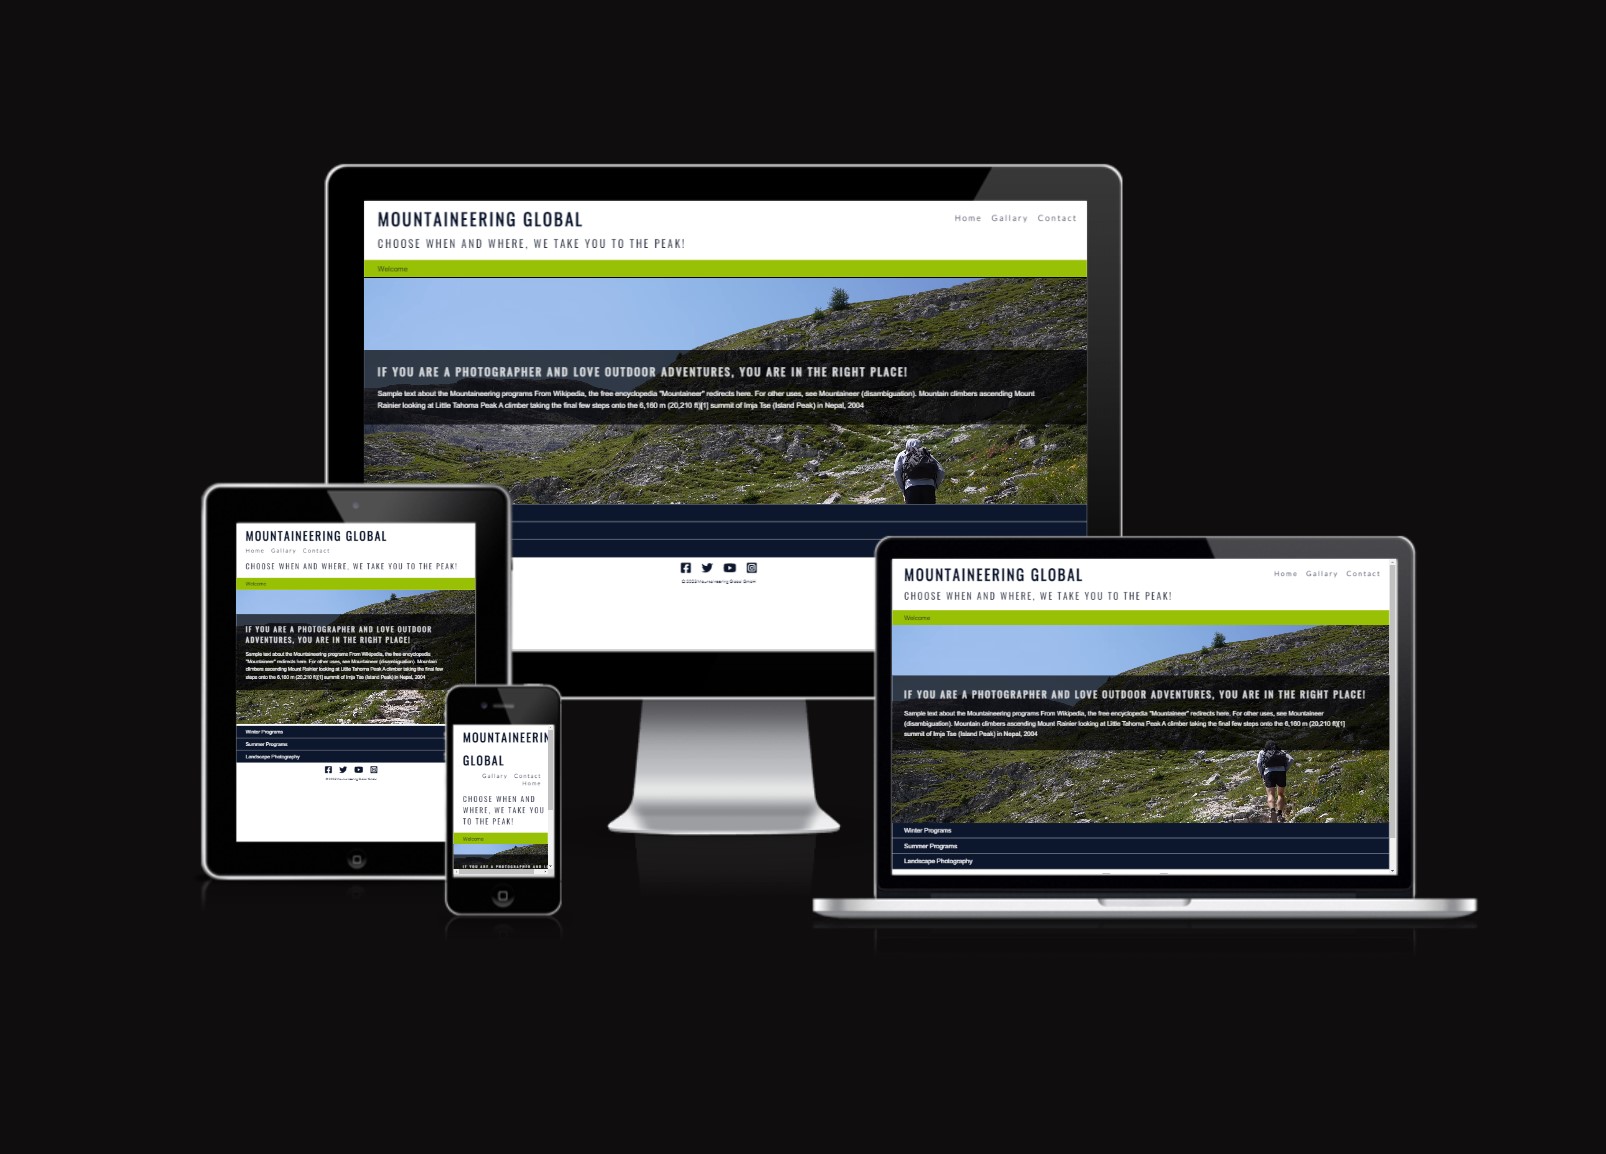 MOUNTAINEERING GLOBAL
Home Gallary Contact
CHOOSE WHEN AND WHERE, WE TAKE YOU TO THE PEAK!
Welcome
IF YOU ARE A PHOTOGRAPHER AND LOVE OUTDOOR ADVENTURES, YOU ARE IN THE RIGHT PLACE!
Sample text about the Mountaineering programs From Wikipedia, the free encyclopedia "Mountaineer" redirects here. For other uses, see Mountaineer (disambiguation). Mountain climbers ascending Mount
Rainier looking at Little Tahoma Peak A climber taking the final few steps onto the 6,160 m (20,210 ft)[1] summit of Imja Tse (Island Peak) in Nepal, 2004
MOUNTAINEERING GLOBAL
Home Gallary Contact
CHOOSE WHEN AND WHERE, WE TAKE YOU TO THE PEAK!
Welcome
IF YOU ARE A PHOTOGRAPHER AND LOVE OUTDOOR
ADVENTURES, YOU ARE IN THE RIGHT PLACE!
Sample text about the Mountaineering programs From Wikipedia, the free encyclopedia
"Mountaineer" redirects here. For other uses, see Mountaineer (disambiguation). Mountain
climbers ascending Mount Rainier looking at Little Tahoma Peak A climber taking the final few
steps onto the 6,160 m (20,210 ft)[1] summit of Imja Tse (Island Peak) in Nepal, 2004
Winter Programs
Summer Programs
Landscape Photography
MOUNTAINEERIN
GLOBAL
Gallary Contact
Home
CHOOSE WHEN AND
WHERE, WE TAKE YOU
TO THE PEAK!
Welcome
IF YOU ARE A PHOTOGRAPHER AND
MOUNTAINEERING GLOBAL
Home Gallary Contact
CHOOSE WHEN AND WHERE, WE TAKE YOU TO THE PEAK!
Welcome
IF YOU ARE A PHOTOGRAPHER AND LOVE OUTDOOR ADVENTURES, YOU ARE IN THE RIGHT PLACE!
Sample text about the Mountaineering programs From Wikipedia, the free encyclopedia "Mountaineer" redirects here. For other uses, see Mountaineer
(disambiguation). Mountain climbers ascending Mount Rainier looking at Little Tahoma Peak A climber taking the final few steps onto the 6,160 m (20,210 ft)[1]
summit of Imja Tse (Island Peak) in Nepal, 2004
Winter Programs
Summer Programs
Landscape Photography